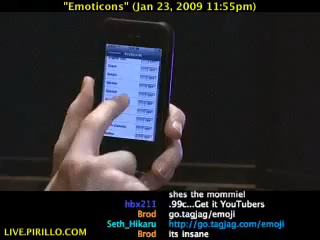 "Emoticons" (Jan 23, 2009 11:55pm)
shes the mommie!
hbx211 .99c...Get it YouTubers
Brod go.tagjag/emoji
Seth_Hikaru http://go.tagjag.com/emoji
LIVE.PIRILLO.COM Brod its insane